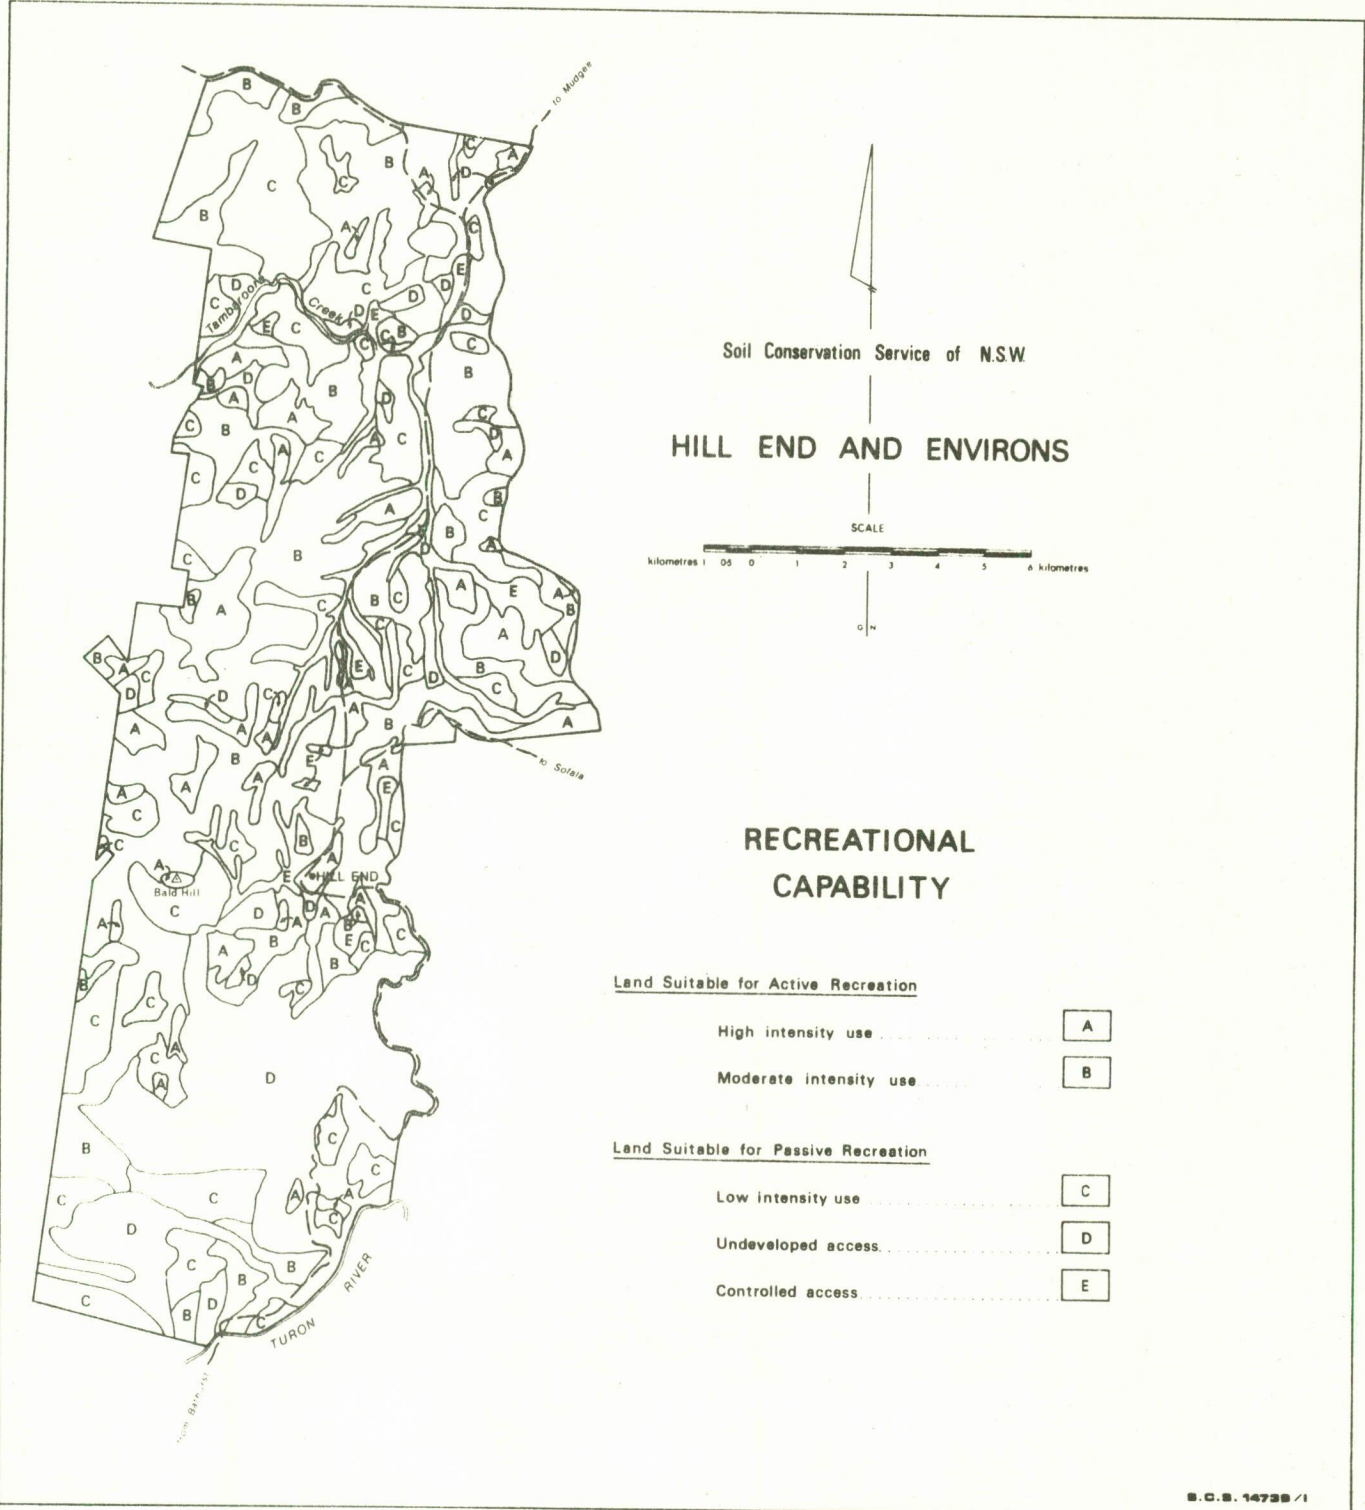 to Mudgee
Tambaroora
Creek
Bald Hill
HILL END
to Sofala
TURON
RIVER
from Bathurst
Soil Conservation Service of N.S.W.
HILL END AND ENVIRONS
SCALE
kilometres 1 0·5 0 1 2 3 4 5 6 kilometres
G N
RECREATIONAL
CAPABILITY
Land Suitable for Active Recreation
High intensity use A
Moderate intensity use B
Land Suitable for Passive Recreation
Low intensity use C
Undeveloped access D
Controlled access E
S.C.S. 14739/1